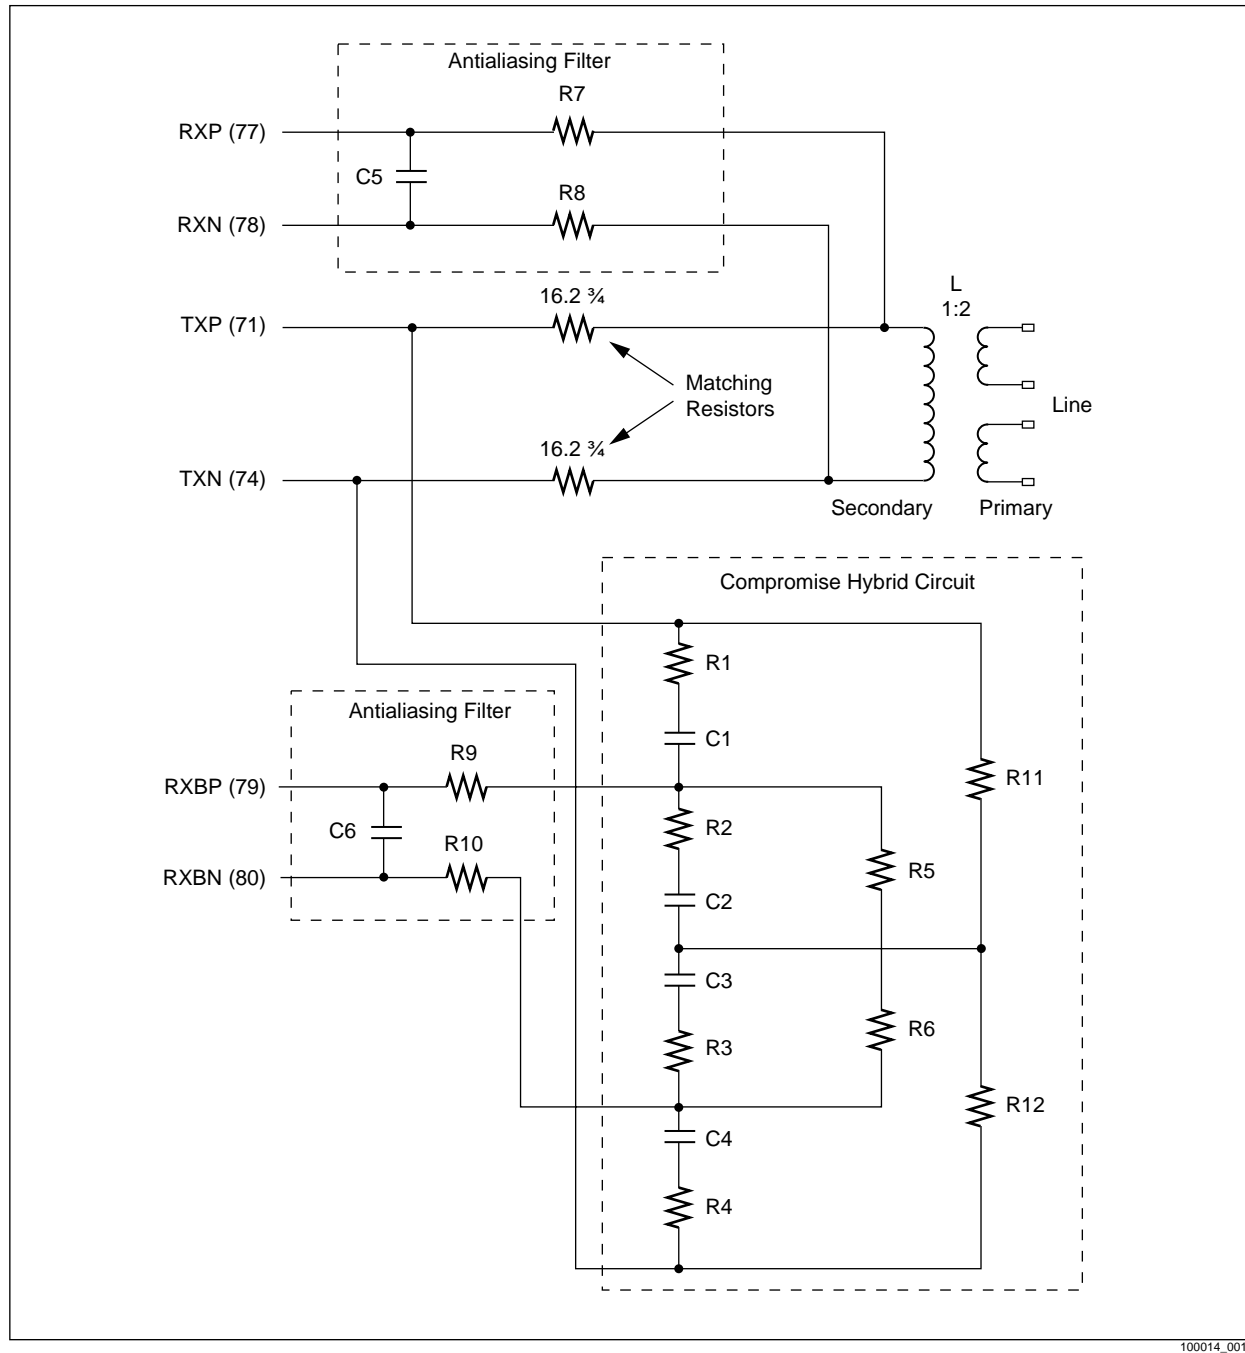 Antialiasing Filter
R7
RXP (77)
C5
R8
RXN (78)
L
1:2
16.2 ¾
TXP (71)
Matching
Resistors
Line
16.2 ¾
TXN (74)
Secondary
Primary
Compromise Hybrid Circuit
R1
Antialiasing Filter
C1
R9
RXBP (79)
R11
C6
R2
R10
RXBN (80)
R5
C2
C3
R6
R3
R12
C4
R4
100014_001